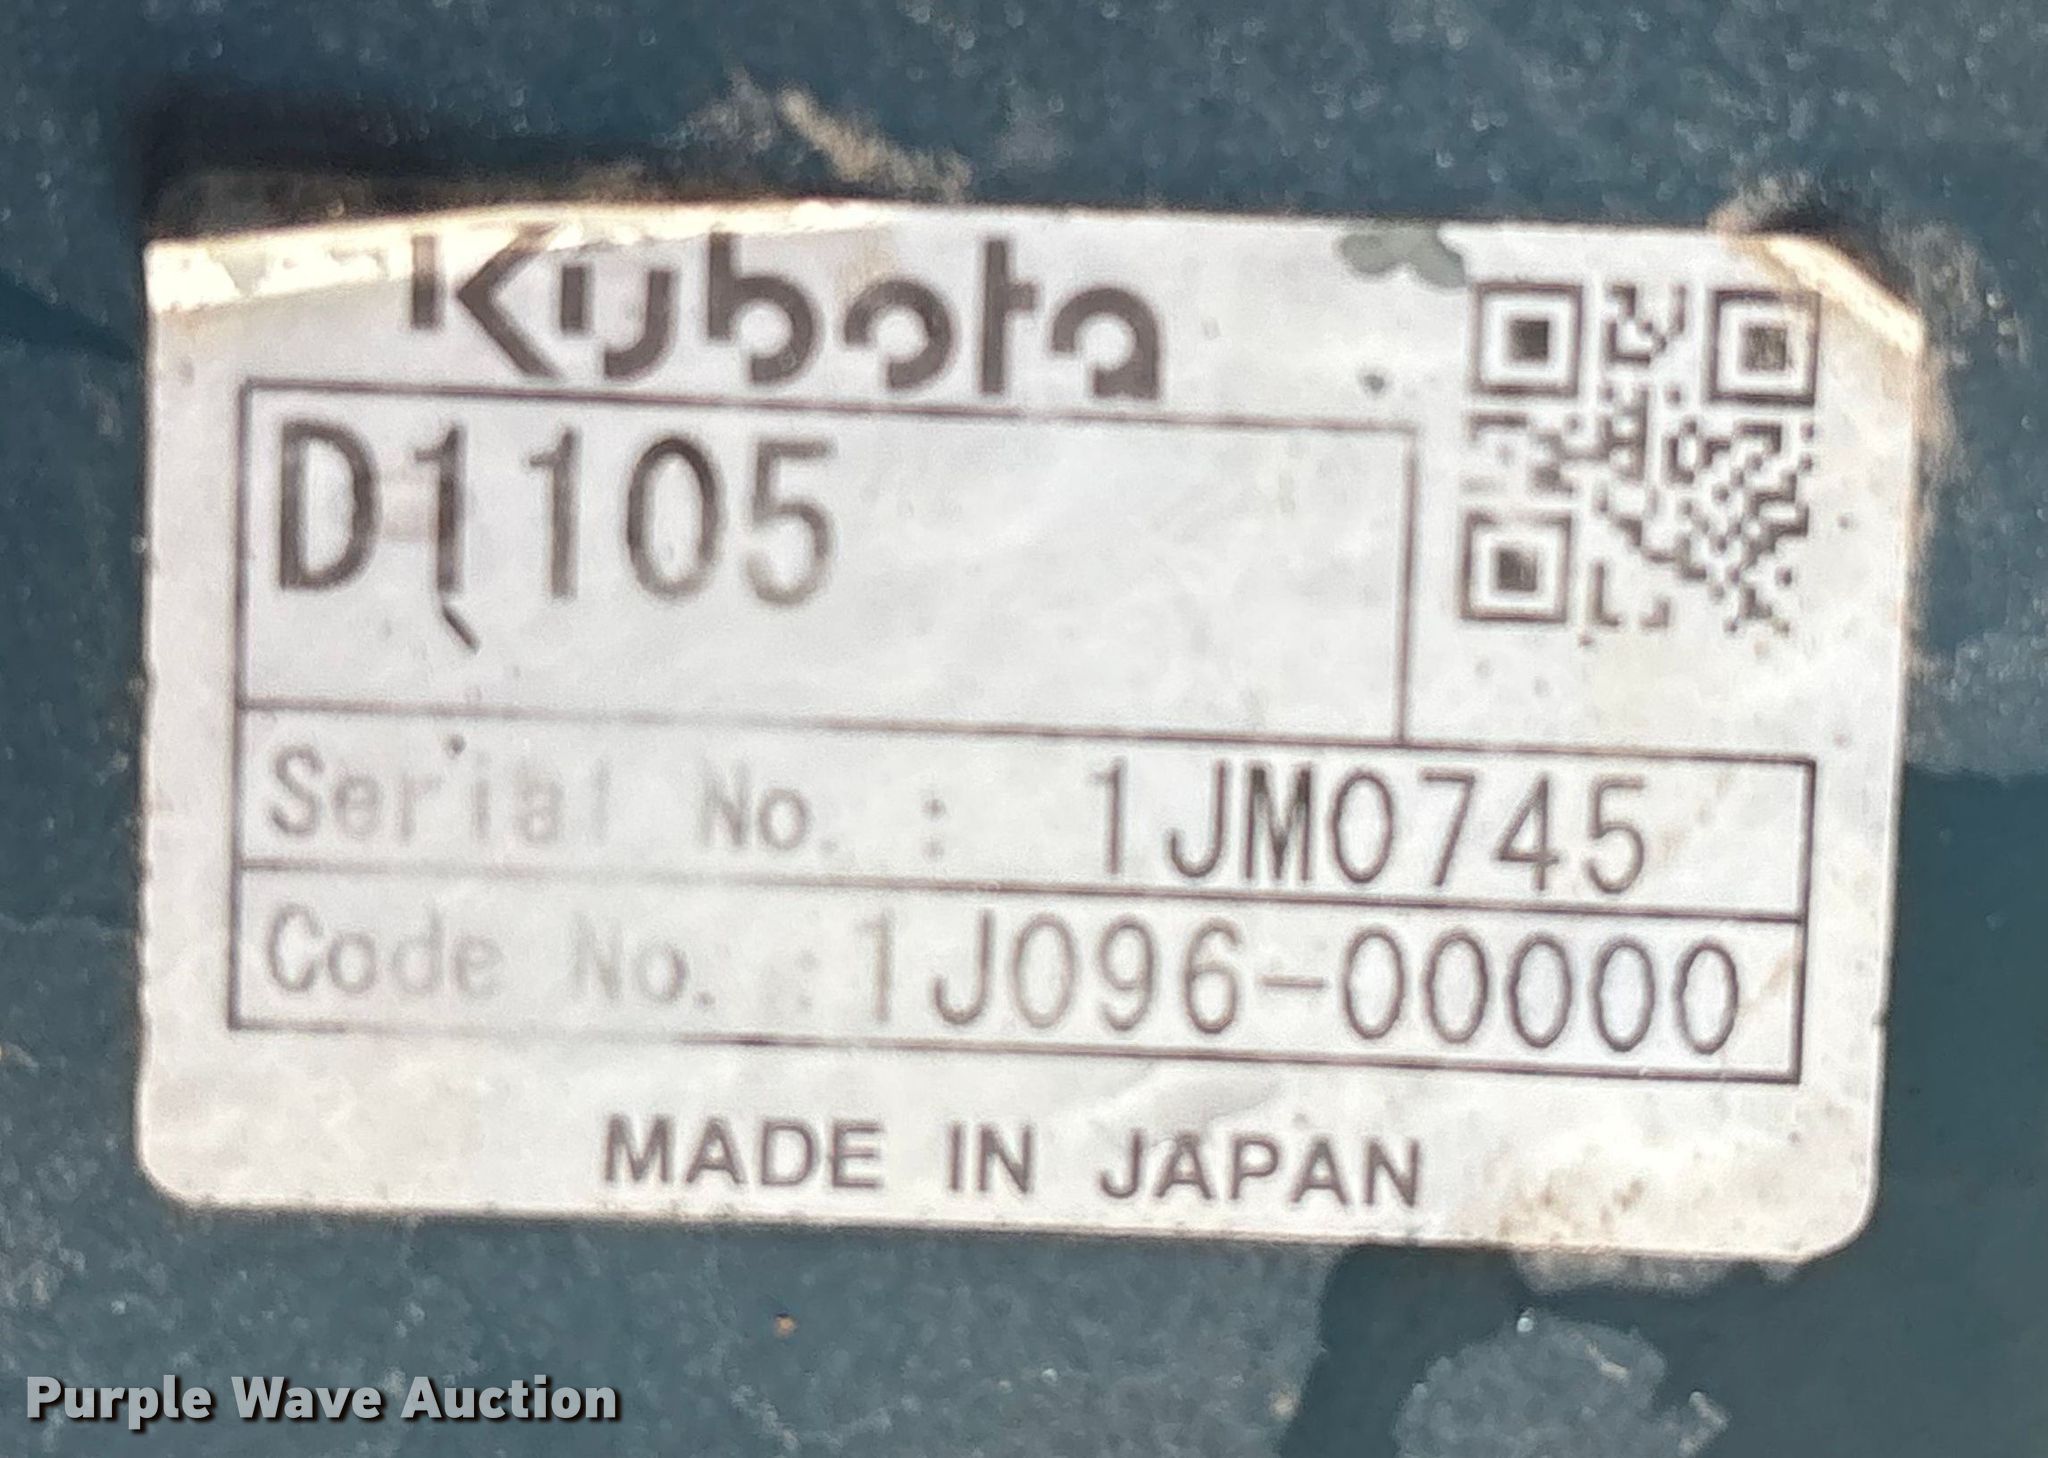 Kubota
D1105
Serial No. : 1JM0745
Code No. : 1J096-00000
MADE IN JAPAN
Purple Wave Auction